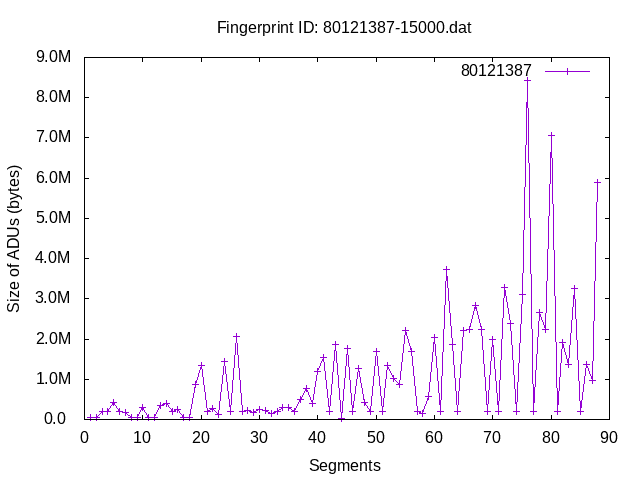 Fingerprint ID: 80121387-15000.dat
9.0M
80121387
8.0M
7.0M
6.0M
5.0M
Size of ADUs (bytes)
4.0M
3.0M
2.0M
1.0M
0.0
0 10 20 30 40 50 60 70 80 90
Segments